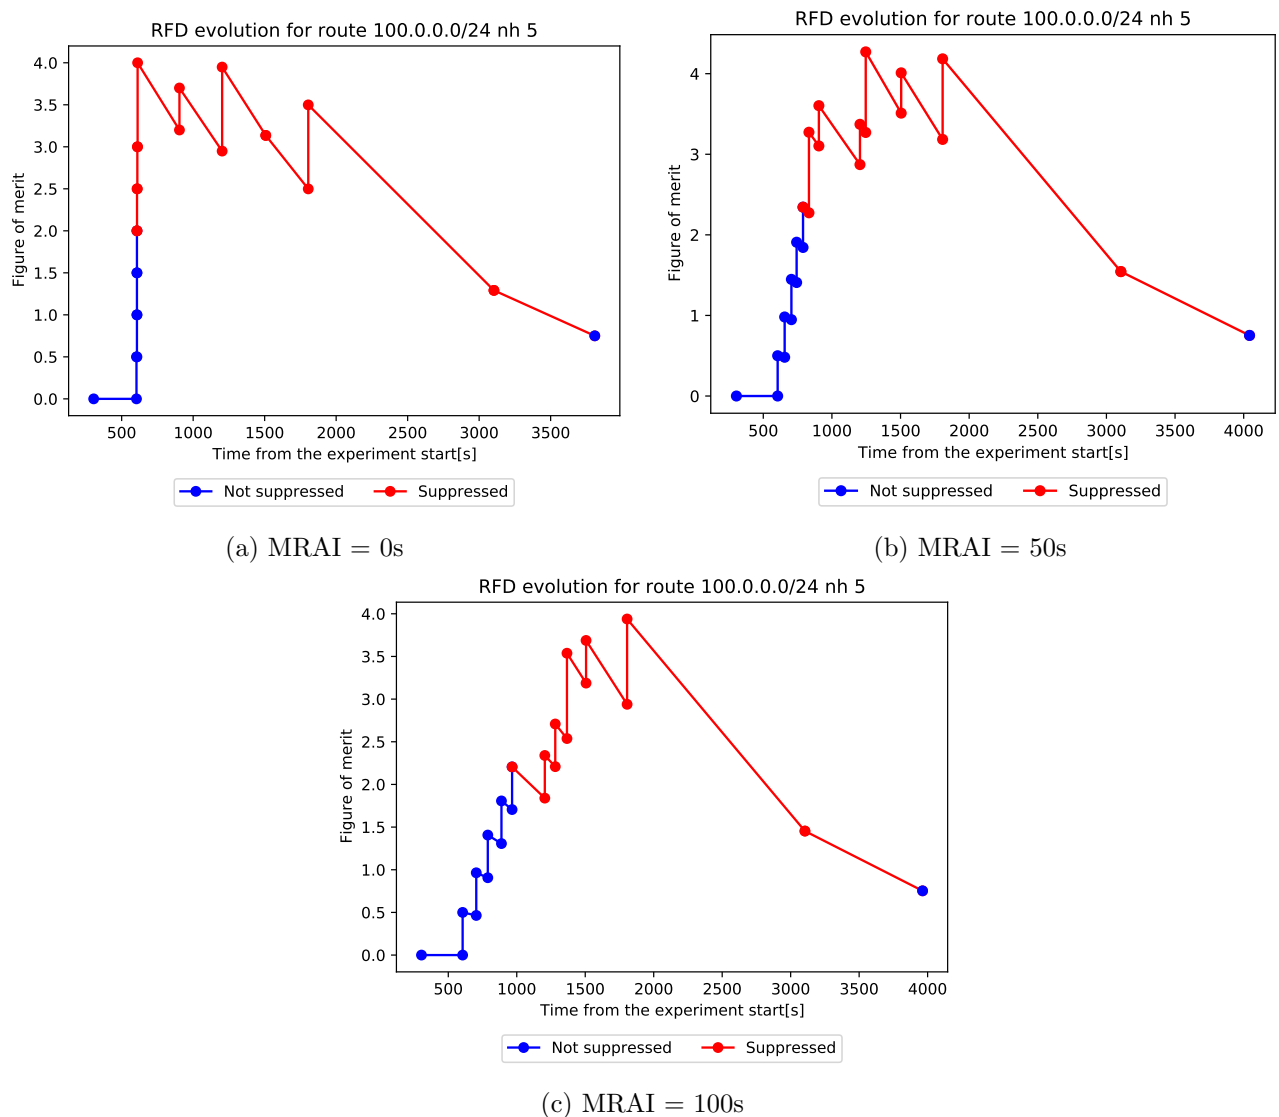 RFD evolution for route 100.0.0.0/24 nh 5
Figure of merit
4.0
3.5
3.0
2.5
2.0
1.5
1.0
0.5
0.0
500 1000 1500 2000 2500 3000 3500
Time from the experiment start[s]
Not suppressed Suppressed
(a) MRAI = 0s
RFD evolution for route 100.0.0.0/24 nh 5
Figure of merit
4
3
2
1
0
500 1000 1500 2000 2500 3000 3500 4000
Time from the experiment start[s]
Not suppressed Suppressed
(b) MRAI = 50s
RFD evolution for route 100.0.0.0/24 nh 5
Figure of merit
4.0
3.5
3.0
2.5
2.0
1.5
1.0
0.5
0.0
500 1000 1500 2000 2500 3000 3500 4000
Time from the experiment start[s]
Not suppressed Suppressed
(c) MRAI = 100s